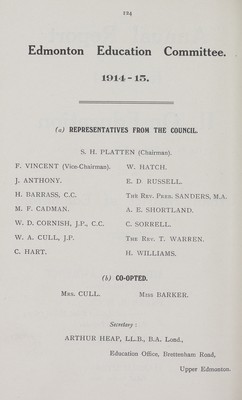 124
Edmonton Education Committee.
1914-15.
(a) REPRESENTATIVES FROM THE COUNCIL.
S. H. PLATTEN (Chairman).
F. VINCENT (Vice-Chairman). W. HATCH.
J. ANTHONY. E. D RUSSELL.
H. BARRASS, C.C. THE REV. PREB. SANDERS, M.A.
M. F. CADMAN. A. E. SHORTLAND.
W. D. CORNISH, J.P., C.C. C. SORRELL.
W. A. CULL, J.P. THE REV. T. WARREN.
C. HART. H. WILLIAMS.
(b) CO-OPTED.
MRS. CULL. MISS BARKER.
Secretary :
ARTHUR HEAP, LL.B., B.A. Lond.,
Education Office, Brettenham Road,
Upper Edmonton.